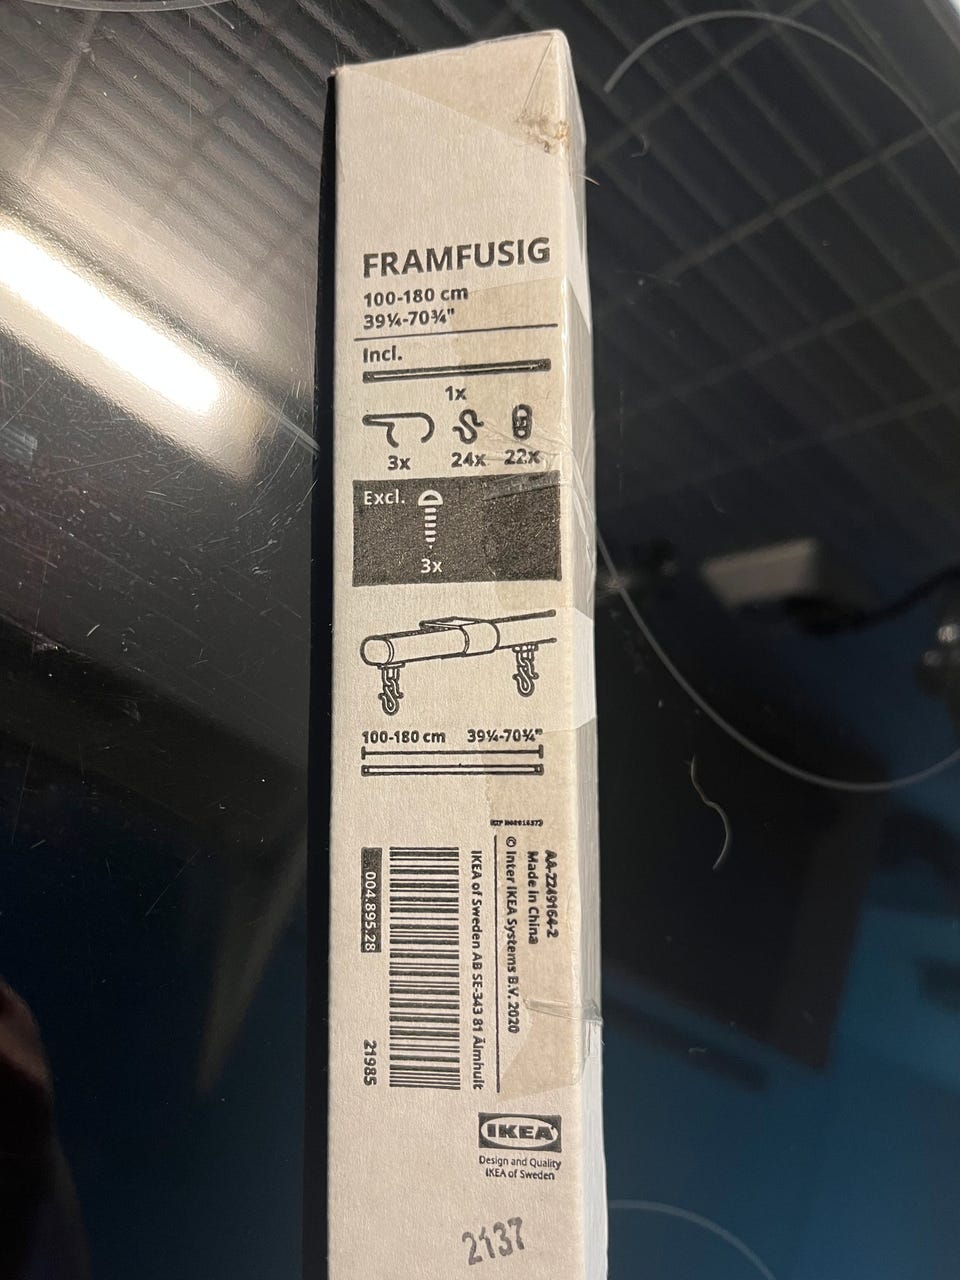 FRAMFUSIG
100-180 cm
39¼-70¾"
Incl.
1x
3x 24x 22x
Excl.
3x
100-180 cm 39¼-70¾"
AA-2249164-2
Made in China
© Inter IKEA Systems B.V. 2020
IKEA of Sweden AB SE-343 81 Älmhult
004.895.28
21985
IKEA
Design and Quality
IKEA of Sweden
2137